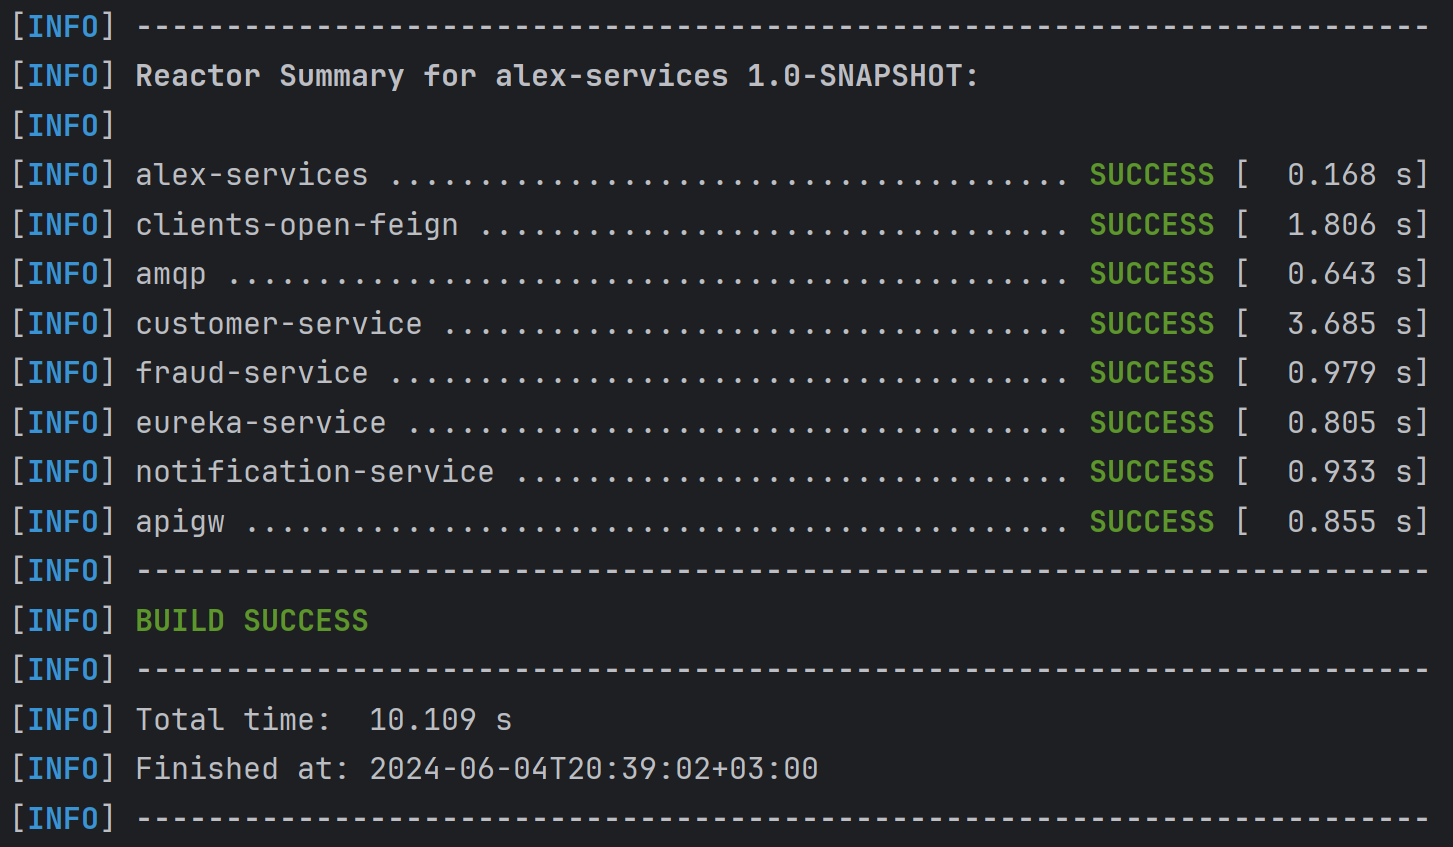 [INFO] ------------------------------------------------------------------------
[INFO] Reactor Summary for alex-services 1.0-SNAPSHOT:
[INFO]
[INFO] alex-services ...................................... SUCCESS [  0.168 s]
[INFO] clients-open-feign ................................. SUCCESS [  1.806 s]
[INFO] amqp ............................................... SUCCESS [  0.643 s]
[INFO] customer-service ................................... SUCCESS [  3.685 s]
[INFO] fraud-service ...................................... SUCCESS [  0.979 s]
[INFO] eureka-service ..................................... SUCCESS [  0.805 s]
[INFO] notification-service ............................... SUCCESS [  0.933 s]
[INFO] apigw .............................................. SUCCESS [  0.855 s]
[INFO] ------------------------------------------------------------------------
[INFO] BUILD SUCCESS
[INFO] ------------------------------------------------------------------------
[INFO] Total time:  10.109 s
[INFO] Finished at: 2024-06-04T20:39:02+03:00
[INFO] ------------------------------------------------------------------------